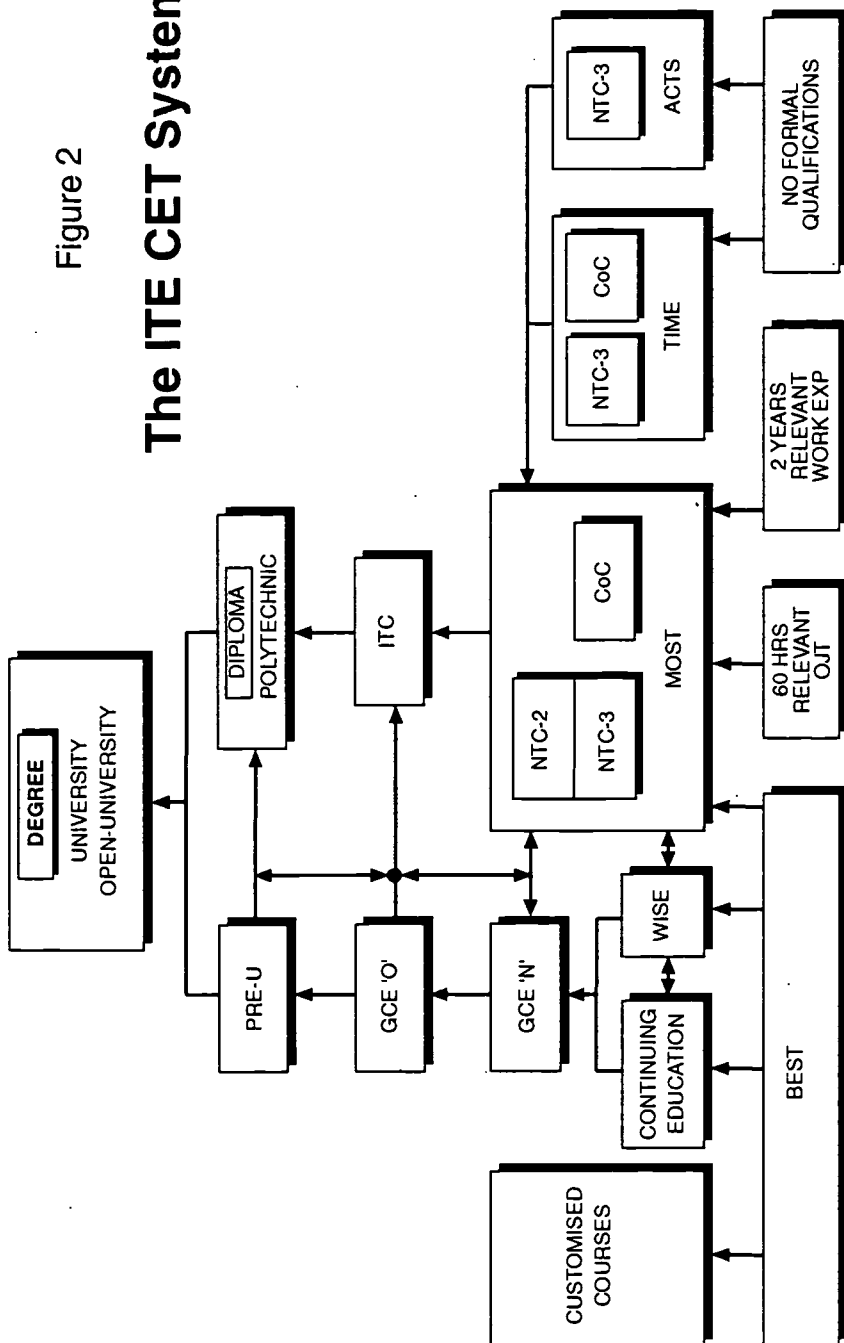 Figure 2
The ITE CET System
DEGREE
UNIVERSITY
OPEN-UNIVERSITY
PRE-U
DIPLOMA
POLYTECHNIC
GCE 'O'
ITC
GCE 'N'
CONTINUING
EDUCATION
WISE
CUSTOMISED
COURSES
NTC-2
NTC-3
CoC
MOST
NTC-3
CoC
TIME
NTC-3
ACTS
BEST
60 HRS
RELEVANT
OJT
2 YEARS
RELEVANT
WORK EXP
NO FORMAL
QUALIFICATIONS